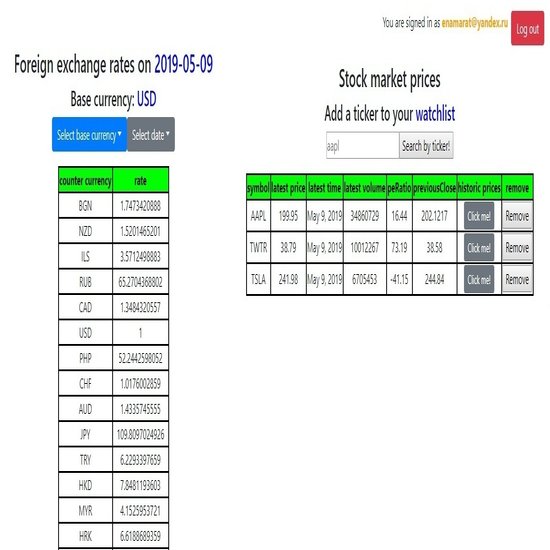 You are signed in as enamarat@yandex.ru
Log out
Foreign exchange rates on 2019-05-09
Base currency: USD
Select base currency
Select date
counter currency rate
BGN 1.7473420888
NZD 1.5201465201
ILS 3.5712498883
RUB 65.2704368802
CAD 1.3484320557
USD 1
PHP 52.2442598052
CHF 1.0176002859
AUD 1.4335745555
JPY 109.8097024926
TRY 6.2293397659
HKD 7.8481193603
MYR 4.1525953721
HRK 6.6188689359
Stock market prices
Add a ticker to your watchlist
aapl Search by ticker!
symbol latest price latest time latest volume peRatio previousClose historic prices remove
AAPL 199.95 May 9, 2019 34860729 16.44 202.1217 Click me! Remove
TWTR 38.79 May 9, 2019 10012267 73.19 38.58 Click me! Remove
TSLA 241.98 May 9, 2019 6705453 -41.15 244.84 Click me! Remove